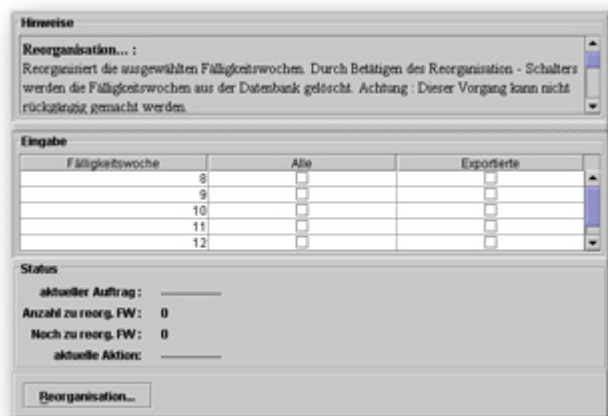 Hinweise
Reorganisation... :
Reorganisiert die ausgewählten Fälligkeitswochen. Durch Betätigen des Reorganisation - Schalters
werden die Fälligkeitswochen aus der Datenbank gelöscht. Achtung : Dieser Vorgang kann nicht
rückgängig gemacht werden.
Eingabe
Fälligkeitswoche Alle Exportierte
8
9
10
11
12
Status
aktueller Auftrag : ---------------
Anzahl zu reorg. FW : 0
Noch zu reorg. FW : 0
aktuelle Aktion: ---------------
Reorganisation...